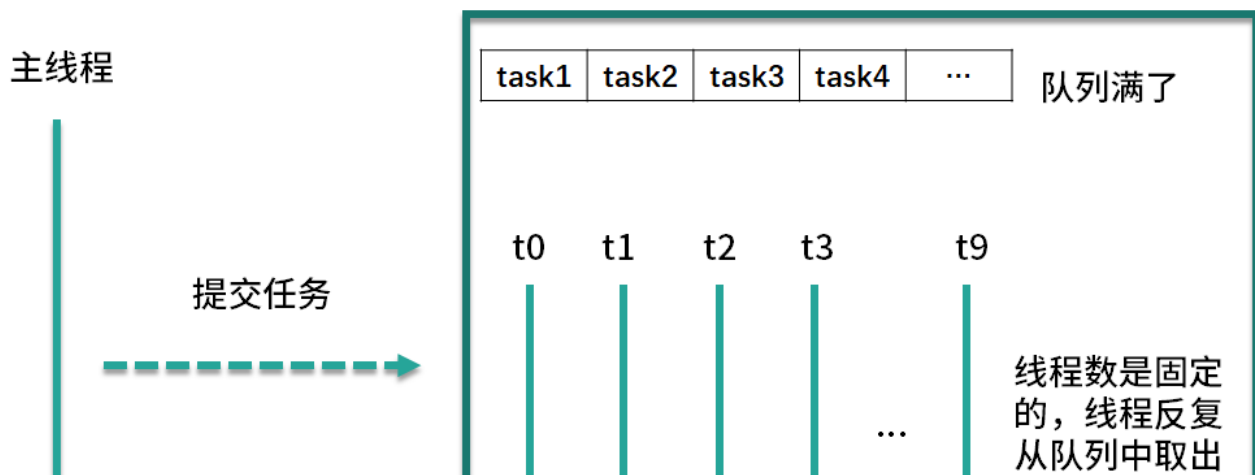 主线程
task1 task2 task3 task4 ...
队列满了
t0 t1 t2 t3 t9
提交任务
...
线程数是固定
的，线程反复
从队列中取出